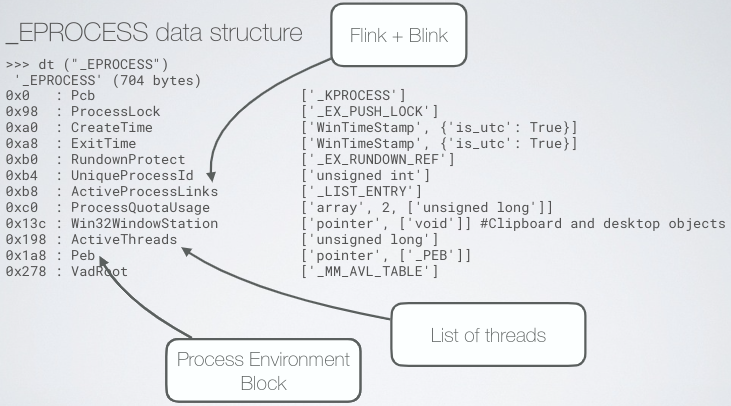 _EPROCESS data structure
Flink + Blink
>>> dt ("_EPROCESS")
'_EPROCESS' (704 bytes)
0x0 : Pcb ['_KPROCESS']
0x98 : ProcessLock ['_EX_PUSH_LOCK']
0xa0 : CreateTime ['WinTimeStamp', {'is_utc': True}]
0xa8 : ExitTime ['WinTimeStamp', {'is_utc': True}]
0xb0 : RundownProtect ['_EX_RUNDOWN_REF']
0xb4 : UniqueProcessId ['unsigned int']
0xb8 : ActiveProcessLinks ['_LIST_ENTRY']
0xc0 : ProcessQuotaUsage ['array', 2, ['unsigned long']]
0x13c : Win32WindowStation ['pointer', ['void']] #Clipboard and desktop objects
0x198 : ActiveThreads ['unsigned long']
0x1a8 : Peb ['pointer', ['_PEB']]
0x278 : VadRoot ['_MM_AVL_TABLE']
List of threads
Process Environment
Block